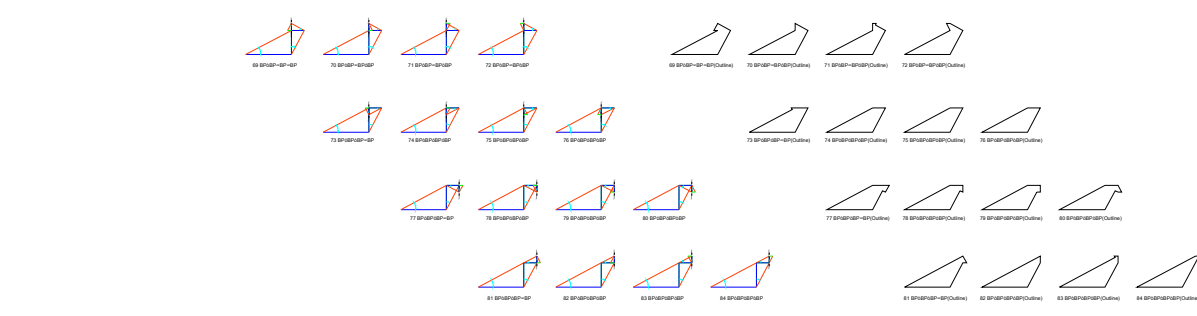 69 BPöBP=BP=BP 70 BPöBP=BPöBP 71 BPöBP=BPöBP 72 BPöBP=BPöBP 69 BPöBP=BP=BP(Outline) 70 BPöBP=BPöBP(Outline) 71 BPöBP=BPöBP(Outline) 72 BPöBP=BPöBP(Outline)
73 BPöBPöBP=BP 74 BPöBPöBPöBP 75 BPöBPöBPöBP 76 BPöBPöBPöBP 73 BPöBPöBP=BP(Outline) 74 BPöBPöBPöBP(Outline) 75 BPöBPöBPöBP(Outline) 76 BPöBPöBPöBP(Outline)
77 BPöBPöBP=BP 78 BPöBPöBPöBP 79 BPöBPöBPöBP 80 BPöBPöBPöBP 77 BPöBPöBP=BP(Outline) 78 BPöBPöBPöBP(Outline) 79 BPöBPöBPöBP(Outline) 80 BPöBPöBPöBP(Outline)
81 BPöBPöBP=BP 82 BPöBPöBPöBP 83 BPöBPöBPöBP 84 BPöBPöBPöBP 81 BPöBPöBP=BP(Outline) 82 BPöBPöBPöBP(Outline) 83 BPöBPöBPöBP(Outline) 84 BPöBPöBPöBP(Outline